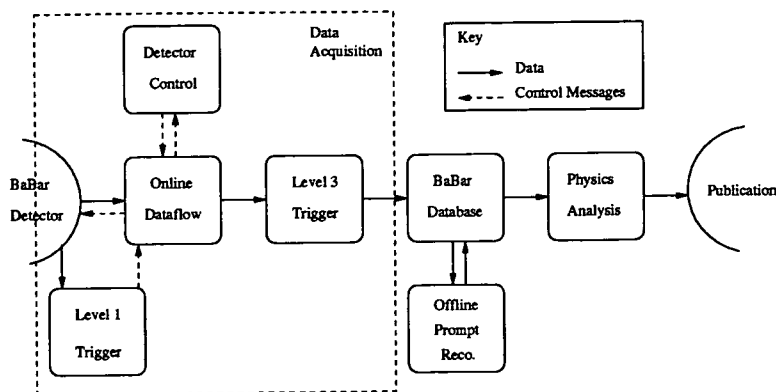 Data
Acquisition
Detector
Control
Key
Data
Control Messages
BaBar
Detector
Online
Dataflow
Level 3
Trigger
BaBar
Database
Physics
Analysis
Publication
Level 1
Trigger
Offline
Prompt
Reco.